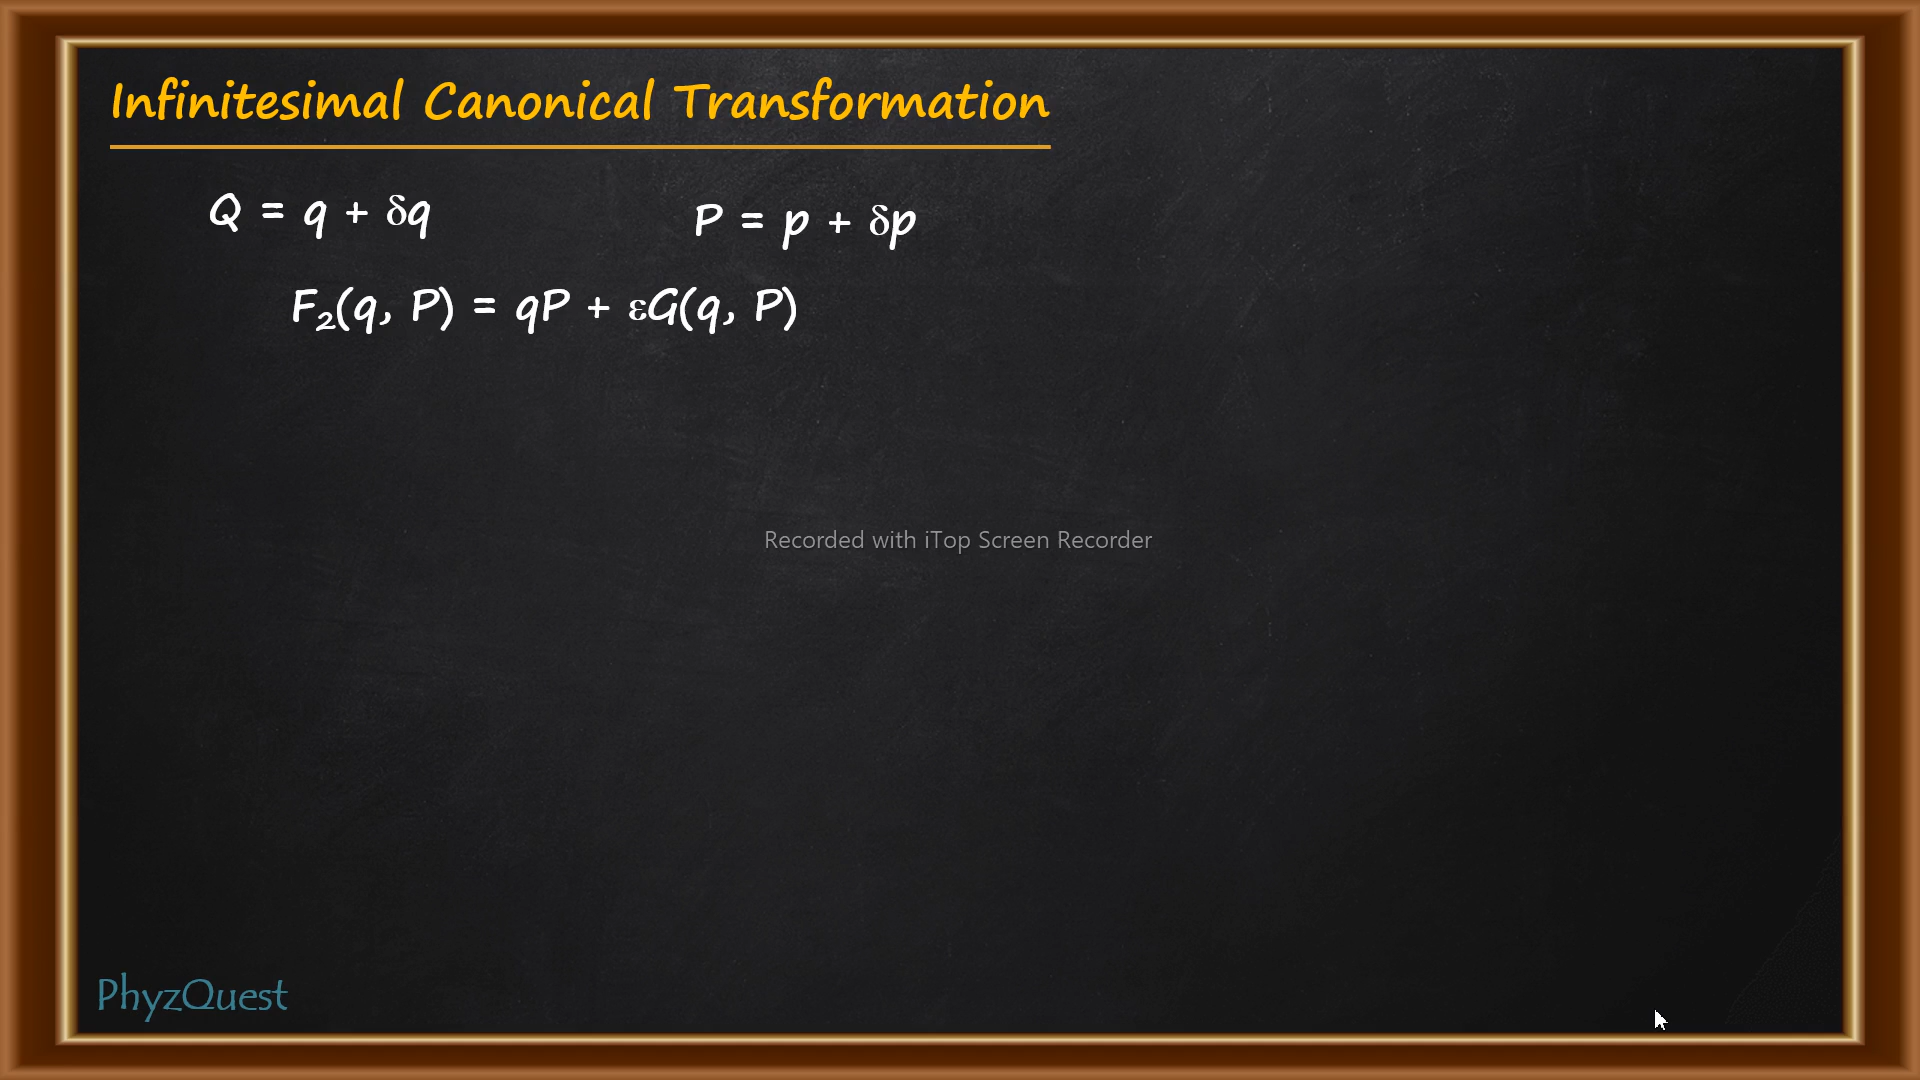 Infinitesimal Canonical Transformation
Q = q + δq
P = p + δp
F₂(q, P) = qP + εG(q, P)
Recorded with iTop Screen Recorder
PhyzQuest